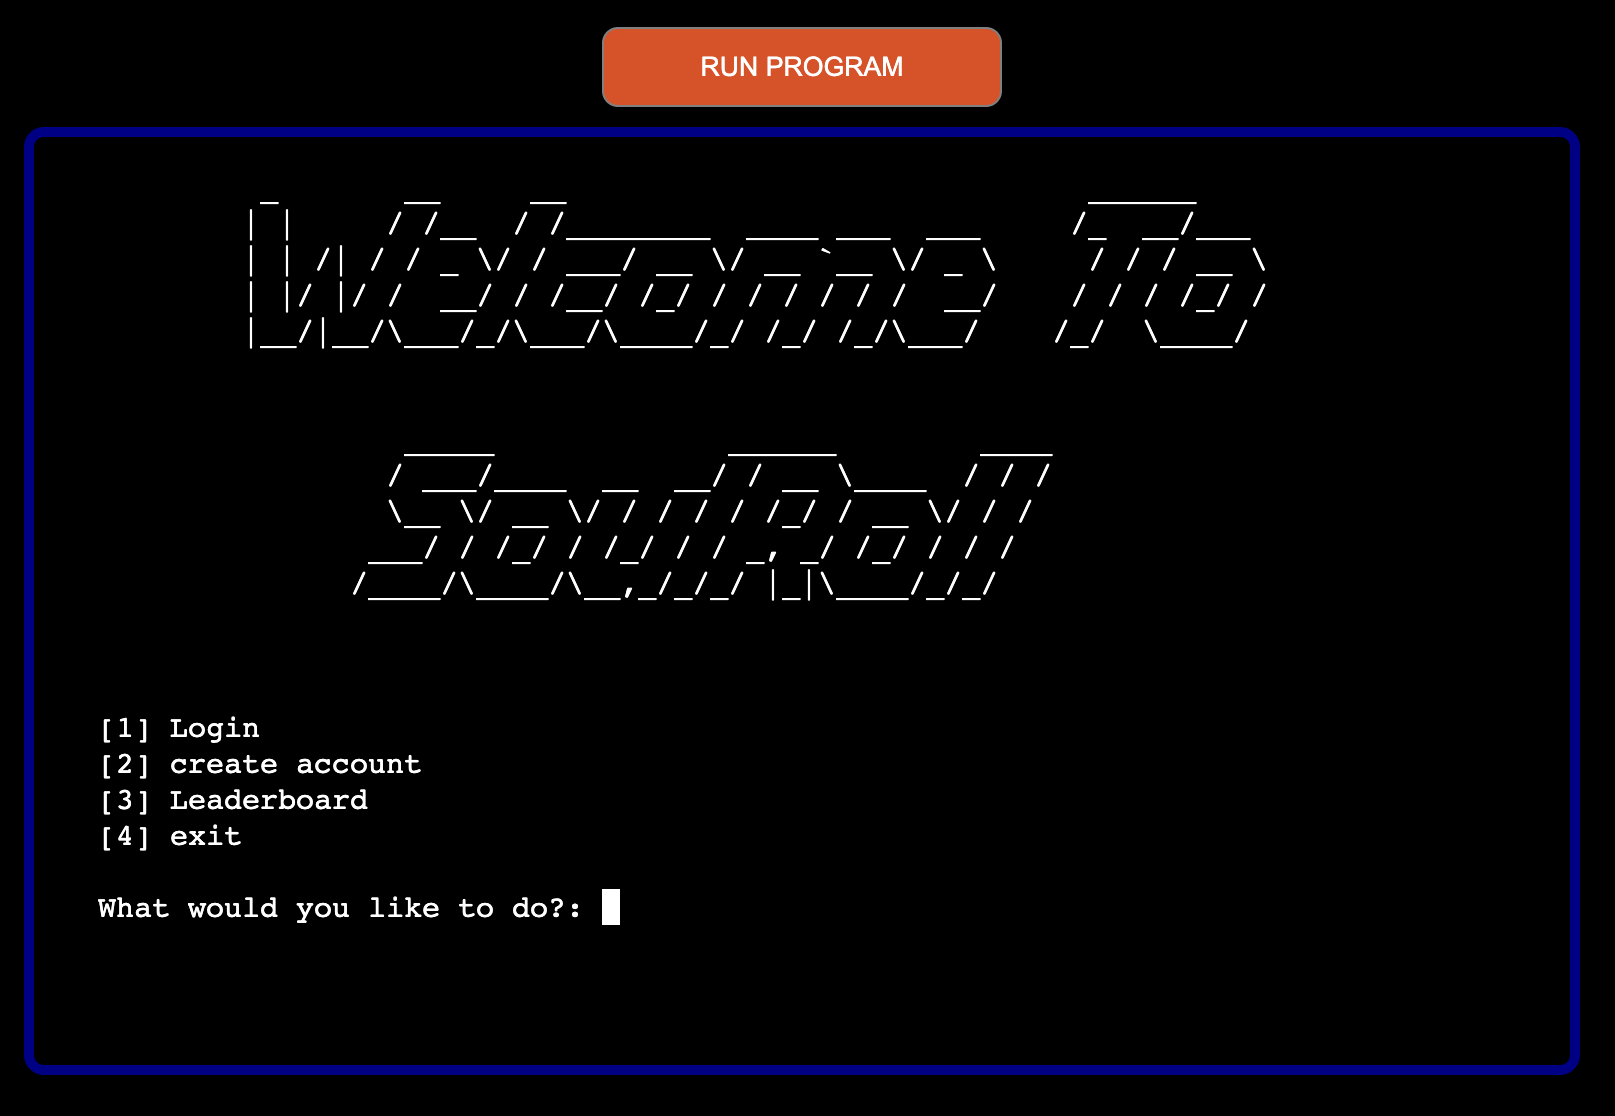 RUN PROGRAM
Welcome To
SoulRoll
[1] Login
[2] create account
[3] Leaderboard
[4] exit
What would you like to do?: